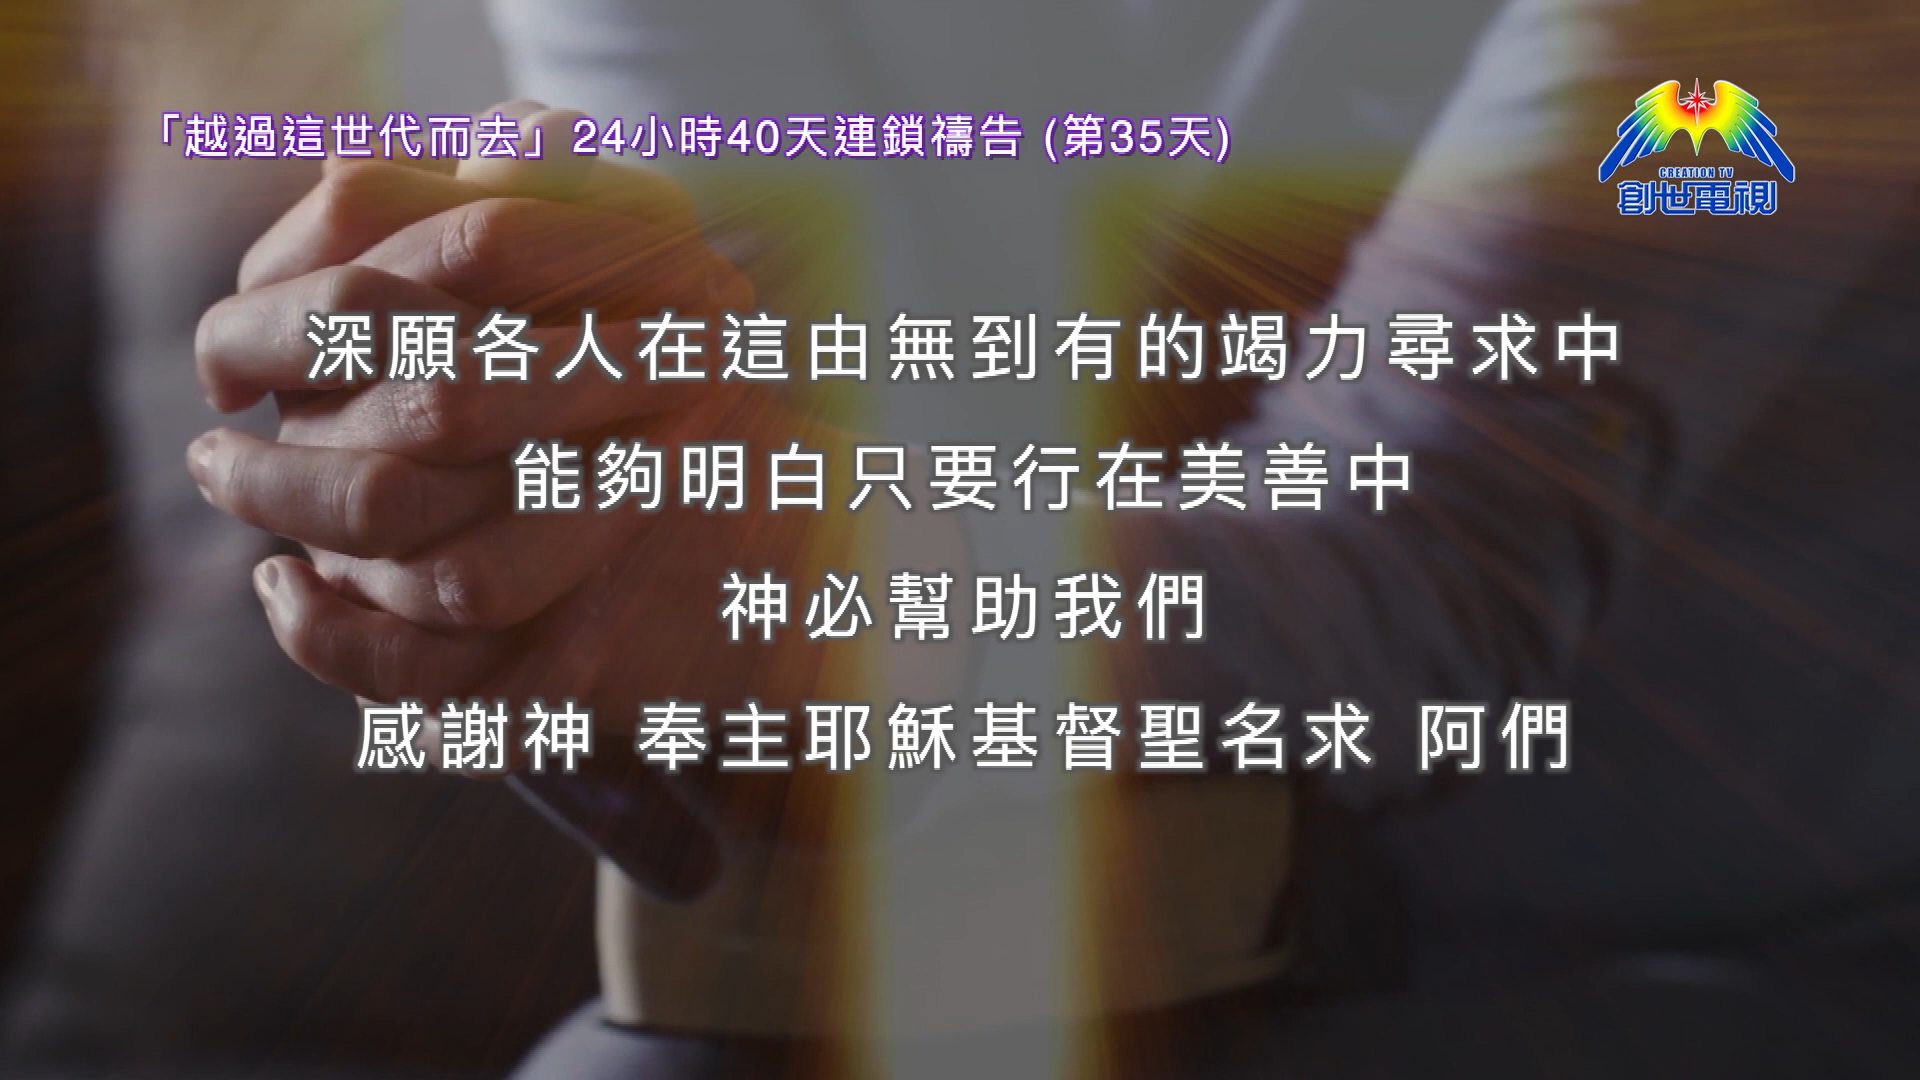 「越過這世代而去」24小時40天連鎖禱告 (第35天)
CREATION TV
創世電視
深願各人在這由無到有的竭力尋求中
能夠明白只要行在美善中
神必幫助我們
感謝神 奉主耶穌基督聖名求 阿們